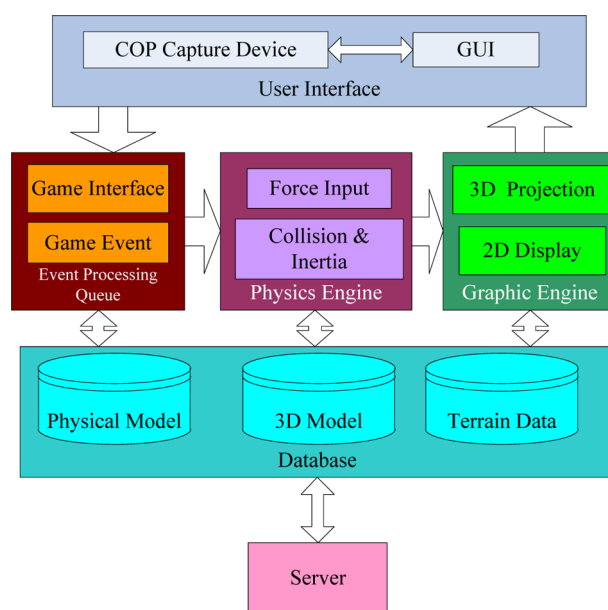 COP Capture Device
GUI
User Interface
Game Interface
Game Event
Event Processing
Queue
Force Input
Collision &
Inertia
Physics Engine
3D Projection
2D Display
Graphic Engine
Physical Model
3D Model
Terrain Data
Database
Server